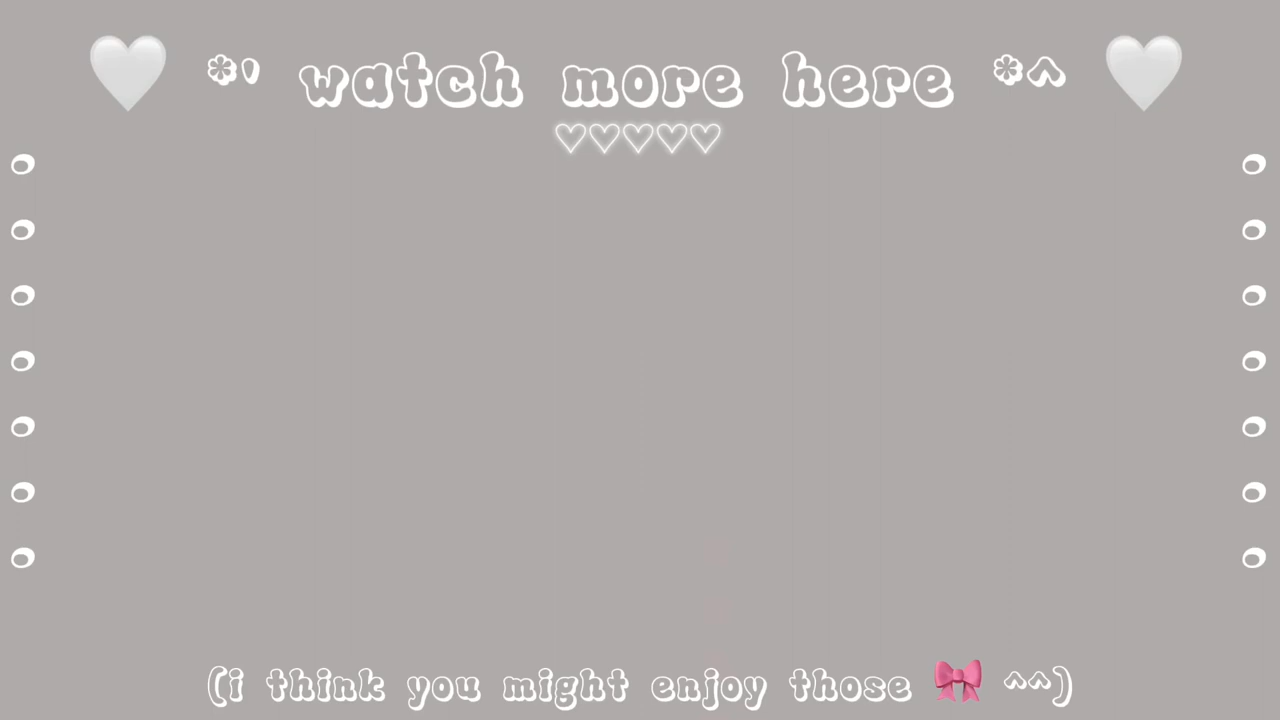 🤍 *' watch more here *^ 🤍
♡♡♡♡♡
o o
o o
o o
o o
o o
o o
o o
(i think you might enjoy those 🎀 ^^)